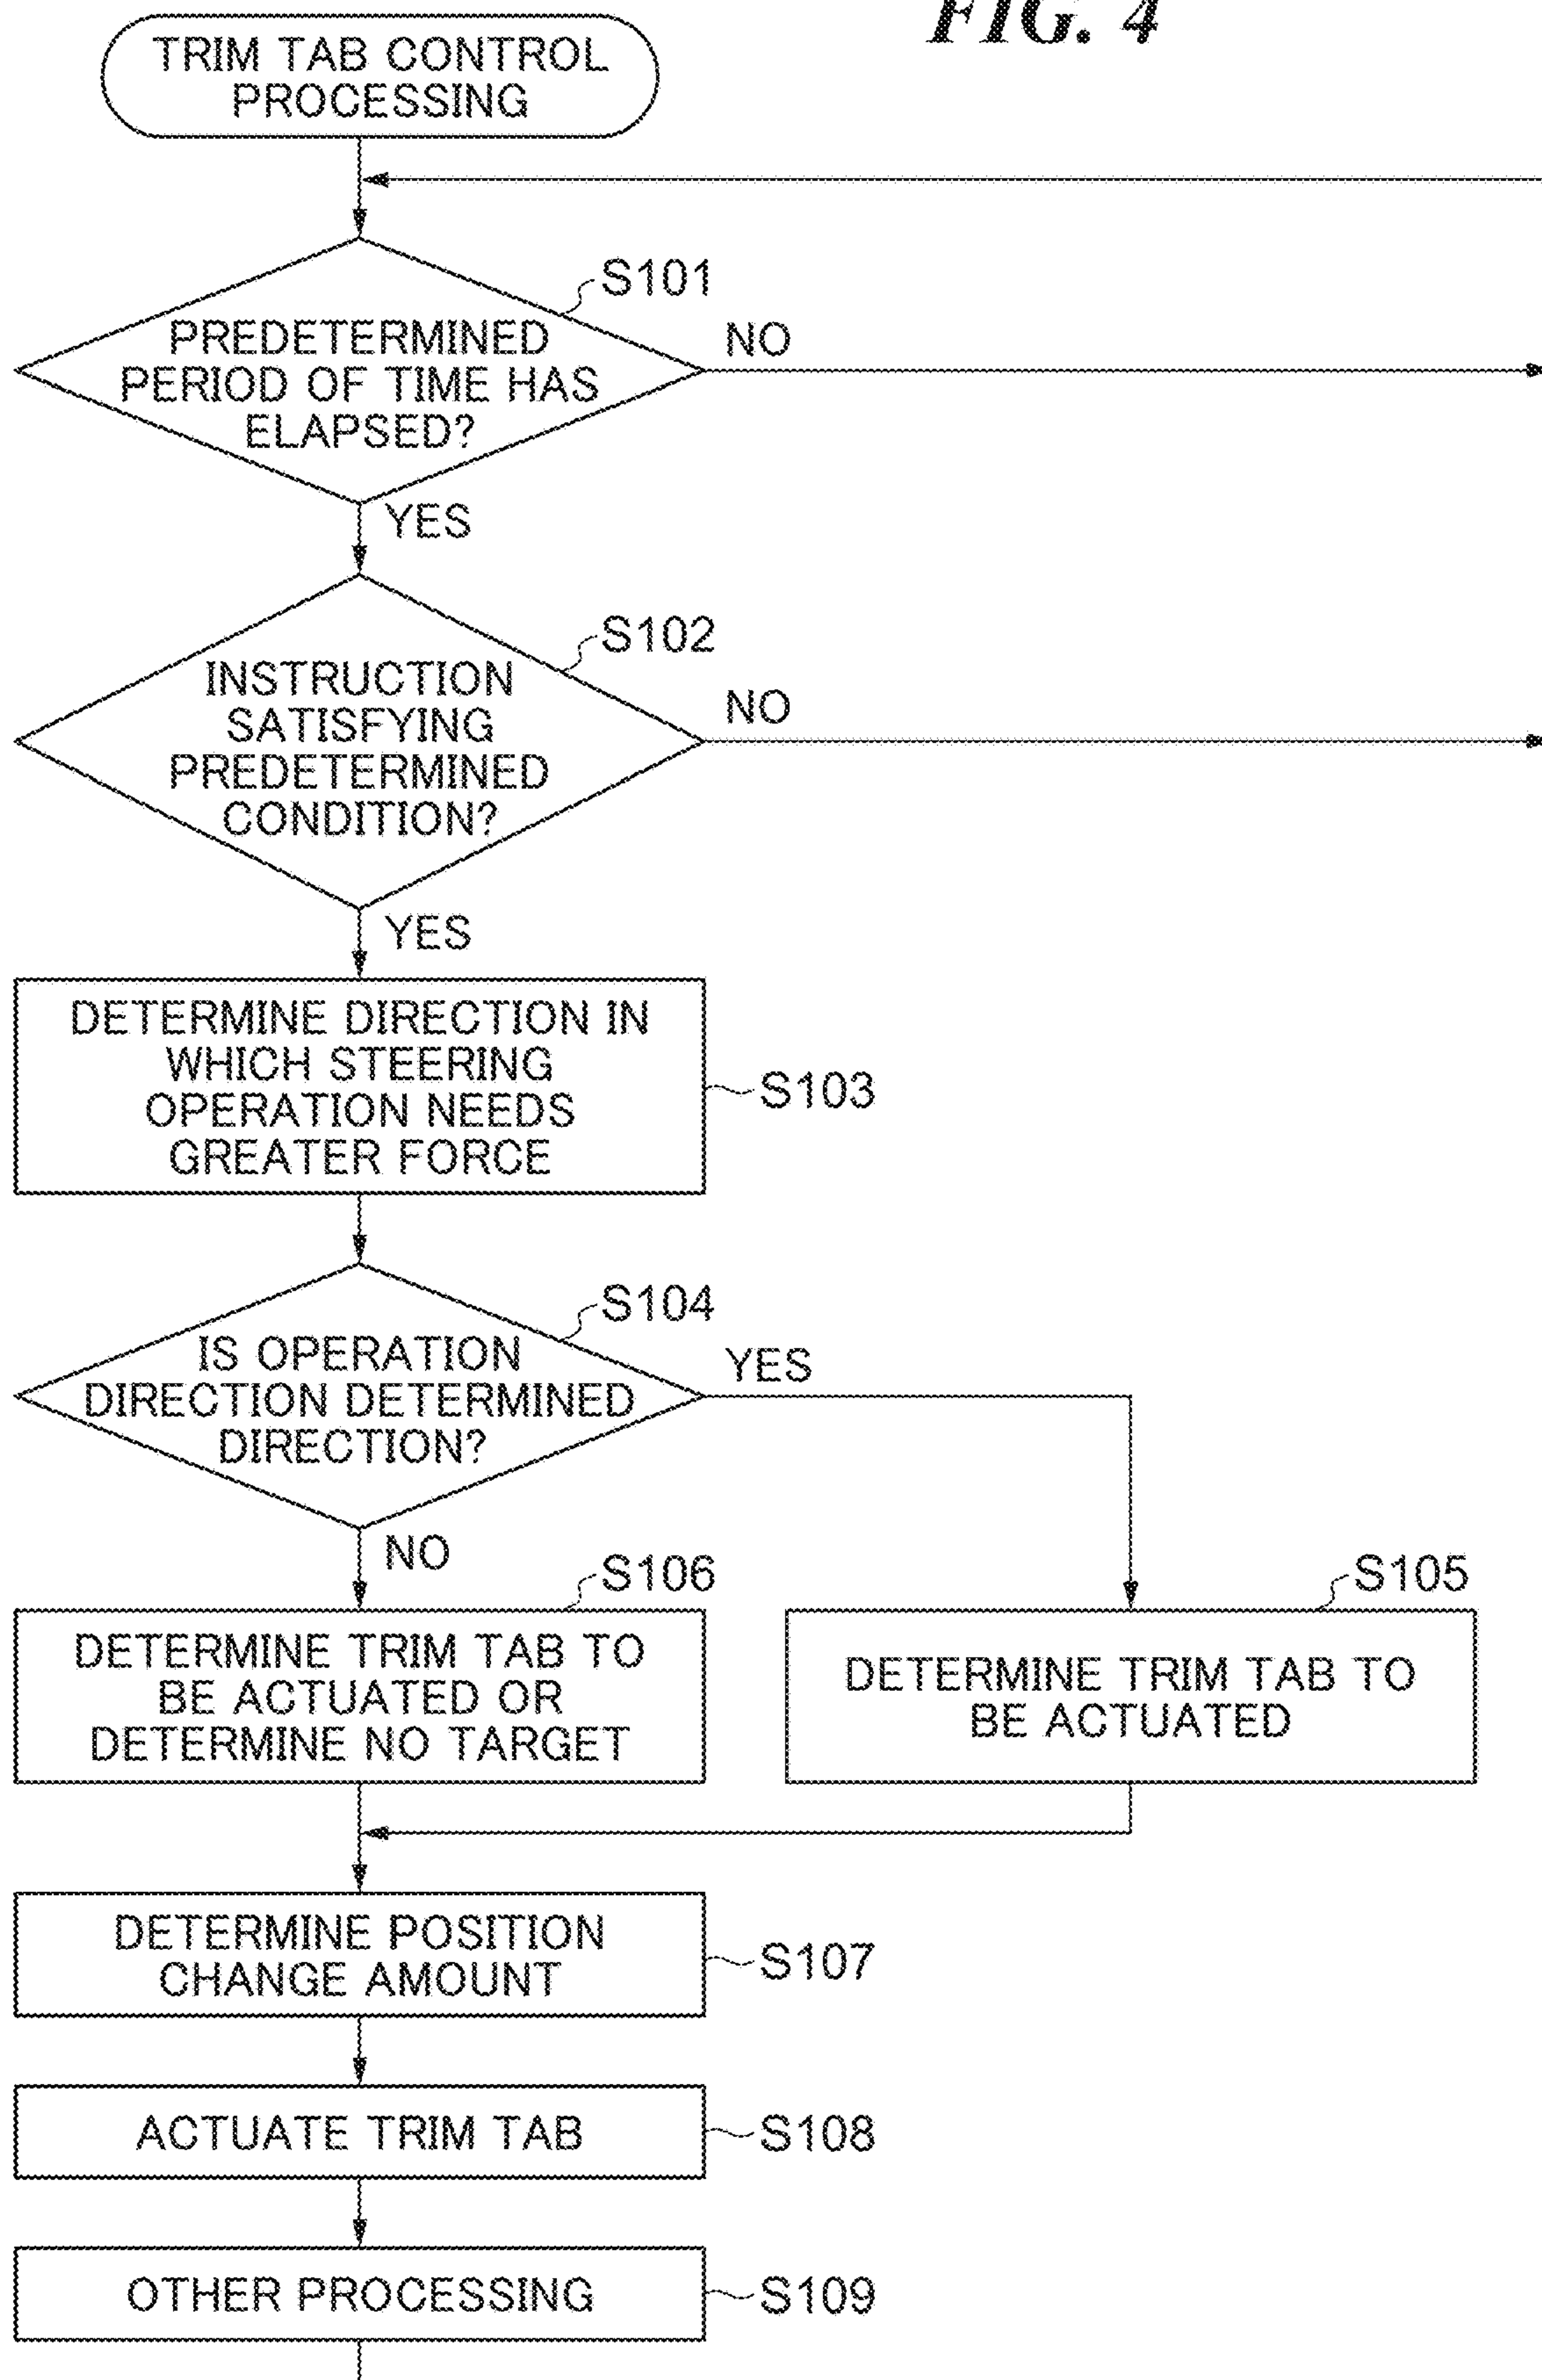 FIG. 4
TRIM TAB CONTROL
PROCESSING
S101
PREDETERMINED
PERIOD OF TIME HAS
ELAPSED?
NO
YES
S102
INSTRUCTION
SATISFYING
PREDETERMINED
CONDITION?
NO
YES
DETERMINE DIRECTION IN
WHICH STEERING
OPERATION NEEDS
GREATER FORCE
S103
S104
IS OPERATION
DIRECTION DETERMINED
DIRECTION?
YES
NO
S106
DETERMINE TRIM TAB TO
BE ACTUATED OR
DETERMINE NO TARGET
S105
DETERMINE TRIM TAB TO
BE ACTUATED
DETERMINE POSITION
CHANGE AMOUNT
S107
ACTUATE TRIM TAB
S108
OTHER PROCESSING
S109